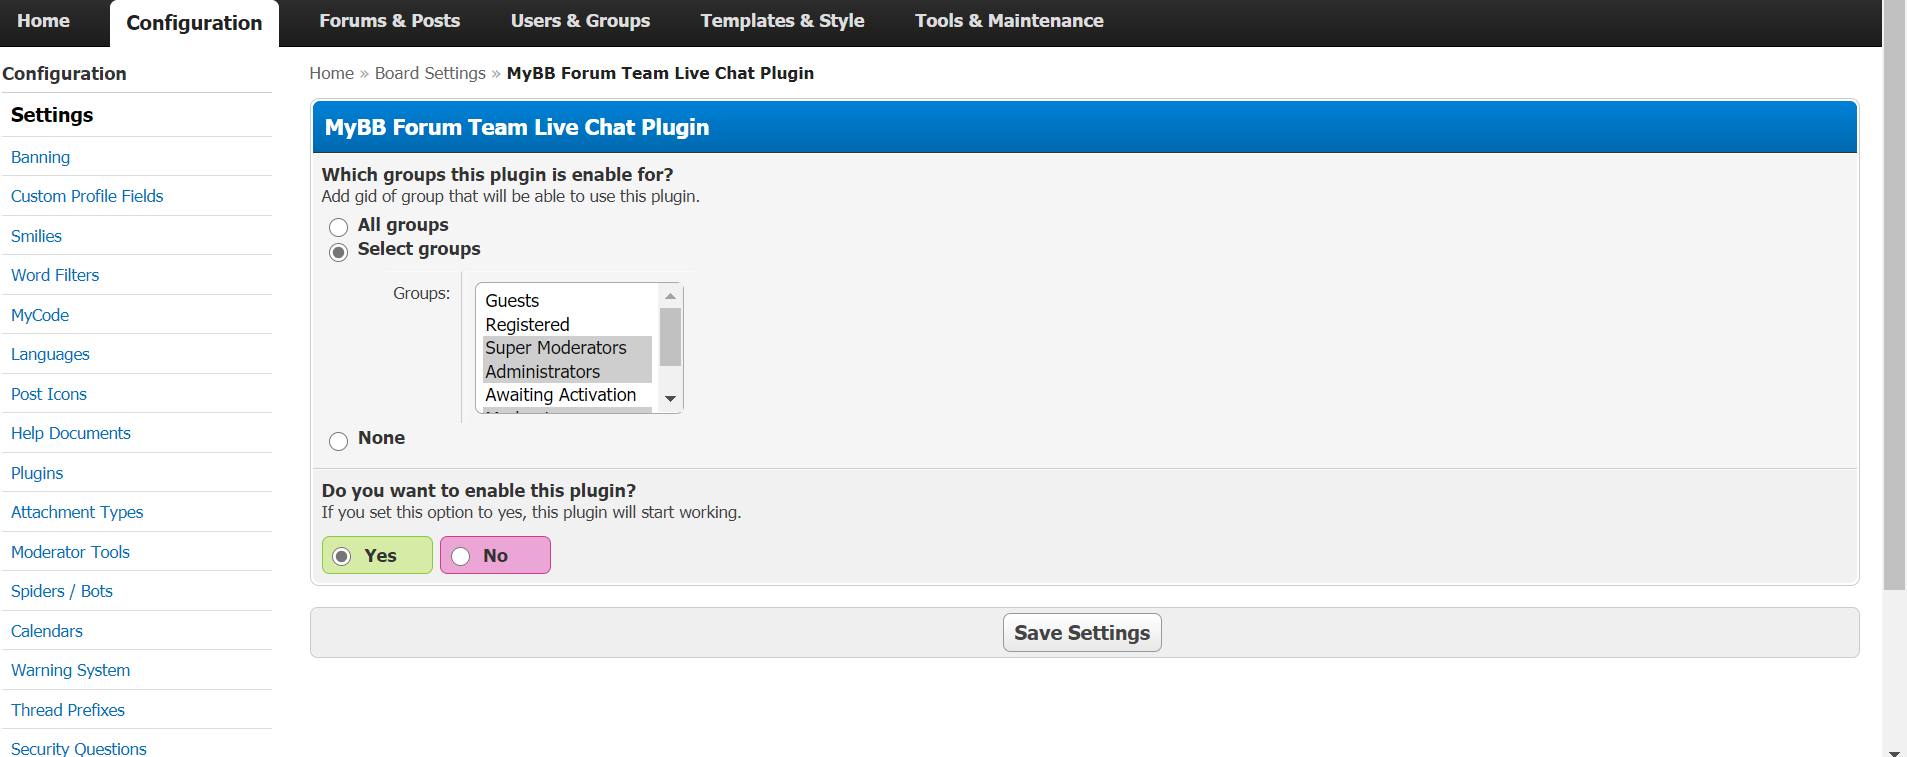 Home Configuration Forums & Posts Users & Groups Templates & Style Tools & Maintenance
Configuration
Settings
Banning
Custom Profile Fields
Smilies
Word Filters
MyCode
Languages
Post Icons
Help Documents
Plugins
Attachment Types
Moderator Tools
Spiders / Bots
Calendars
Warning System
Thread Prefixes
Security Questions
Home » Board Settings » MyBB Forum Team Live Chat Plugin
MyBB Forum Team Live Chat Plugin
Which groups this plugin is enable for?
Add gid of group that will be able to use this plugin.
All groups
Select groups
Groups:
Guests
Registered
Super Moderators
Administrators
Awaiting Activation
None
Do you want to enable this plugin?
If you set this option to yes, this plugin will start working.
Yes No
Save Settings